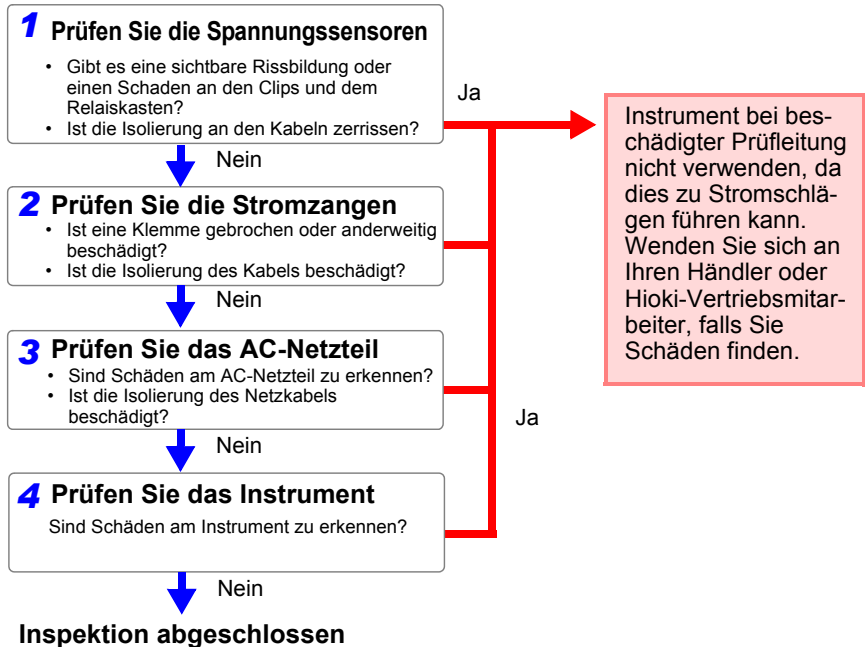 1 Prüfen Sie die Spannungssensoren
• Gibt es eine sichtbare Rissbildung oder
einen Schaden an den Clips und dem
Relaiskasten?
• Ist die Isolierung an den Kabeln zerrissen?
Ja
Instrument bei bes-
chädigter Prüfleitung
nicht verwenden, da
dies zu Stromschlä-
gen führen kann.
Wenden Sie sich an
Ihren Händler oder
Hioki-Vertriebsmitar-
beiter, falls Sie
Schäden finden.
Nein
2 Prüfen Sie die Stromzangen
• Ist eine Klemme gebrochen oder anderweitig
beschädigt?
• Ist die Isolierung des Kabels beschädigt?
Nein
3 Prüfen Sie das AC-Netzteil
• Sind Schäden am AC-Netzteil zu erkennen?
• Ist die Isolierung des Netzkabels
beschädigt?
Ja
Nein
4 Prüfen Sie das Instrument
Sind Schäden am Instrument zu erkennen?
Nein
Inspektion abgeschlossen